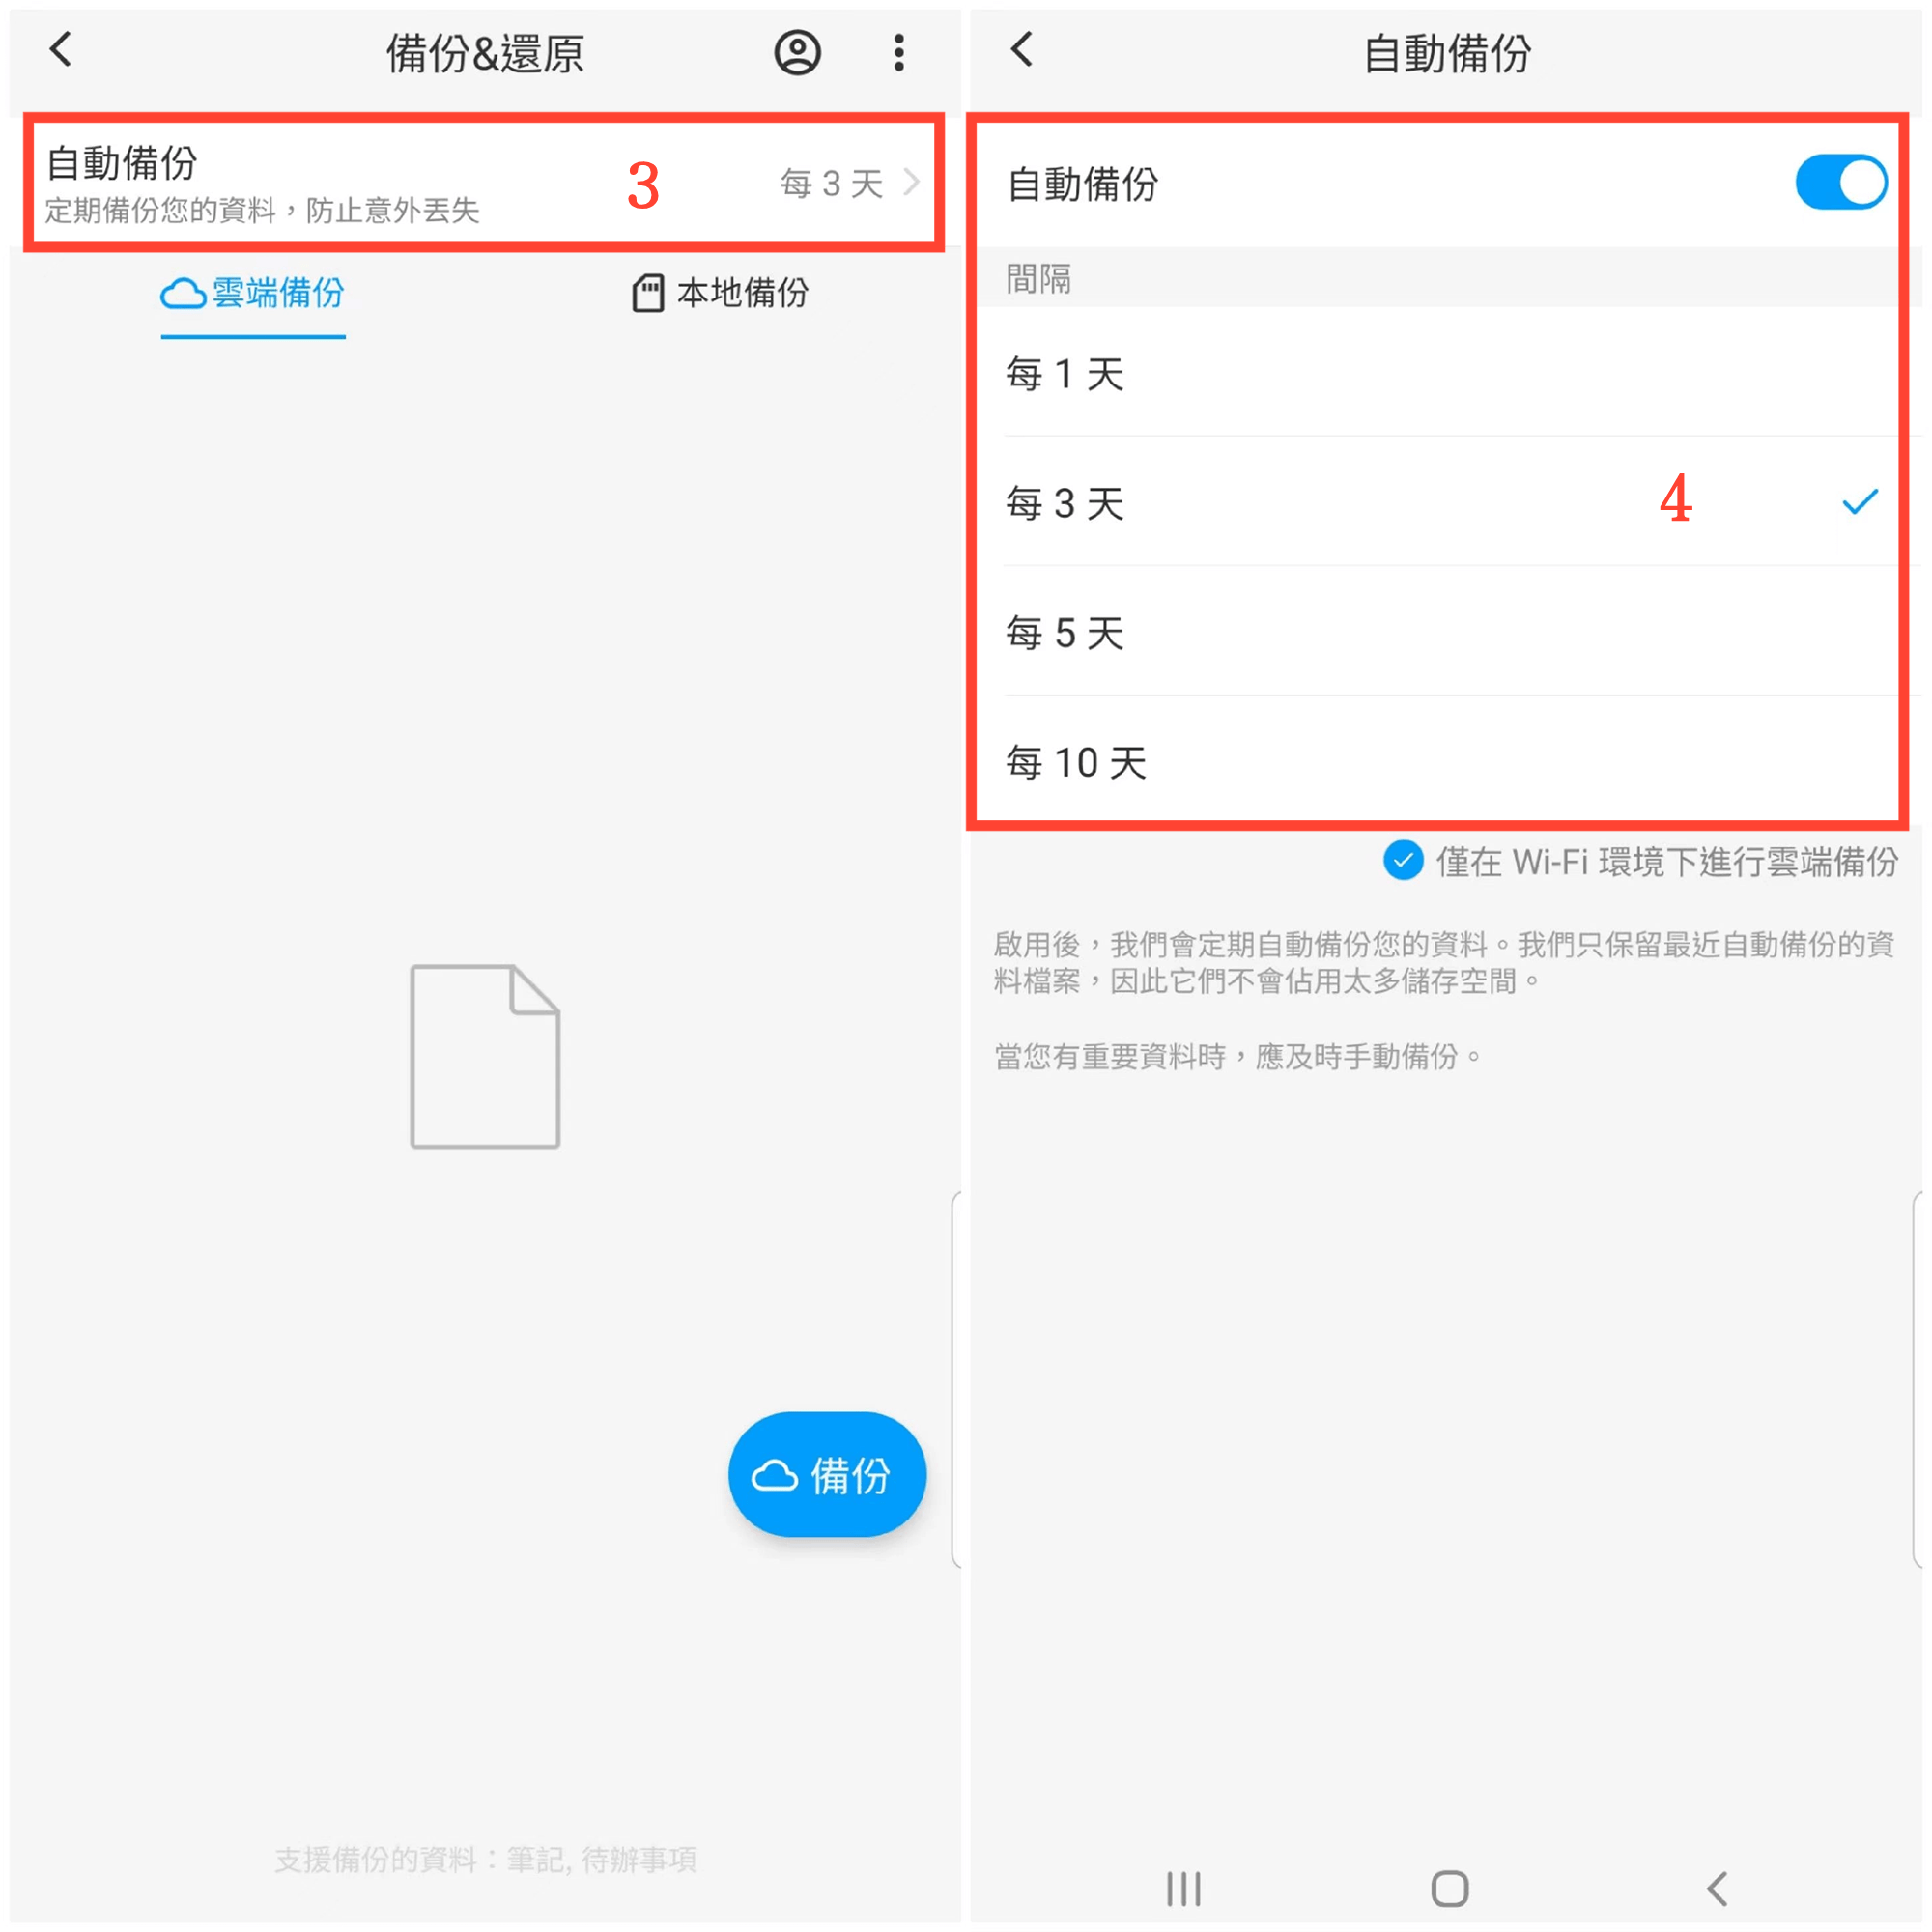 備份&還原
自動備份
定期備份您的資料，防止意外丟失
3
每 3 天
雲端備份
本地備份
備份
支援備份的資料：筆記, 待辦事項
自動備份
自動備份
間隔
每 1 天
每 3 天
4
每 5 天
每 10 天
僅在 Wi-Fi 環境下進行雲端備份
啟用後，我們會定期自動備份您的資料。我們只保留最近自動備份的資
料檔案，因此它們不會佔用太多儲存空間。
當您有重要資料時，應及時手動備份。